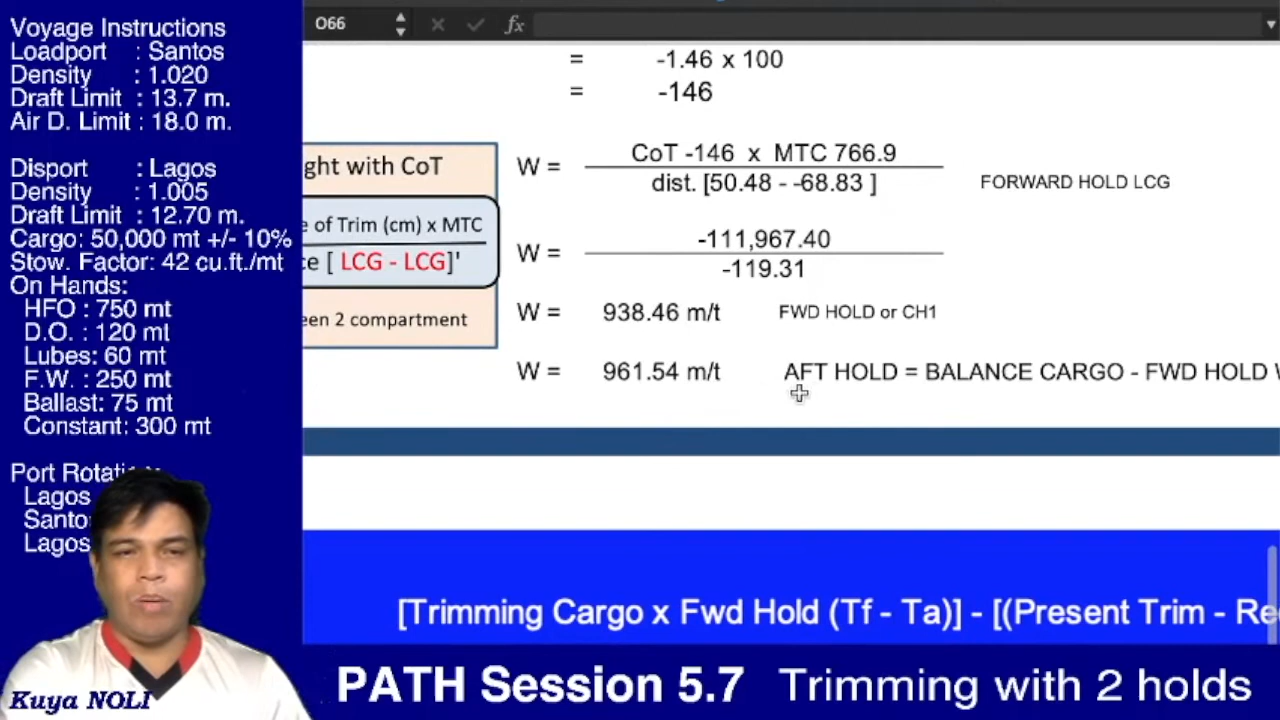 Voyage Instructions
Loadport : Santos
Density : 1.020
Draft Limit : 13.7 m.
Air D. Limit : 18.0 m.
Disport : Lagos
Density : 1.005
Draft Limit : 12.70 m.
Cargo: 50,000 mt +/- 10%
Stow. Factor: 42 cu.ft./mt
On Hands:
HFO : 750 mt
D.O. : 120 mt
Lubes: 60 mt
F.W. : 250 mt
Ballast: 75 mt
Constant: 300 mt
Port Rotati
Lagos
Santo
Lagos
Kuya NOLI
O66 fx
= -1.46 x 100
= -146
ght with CoT
e of Trim (cm) x MTC
ce [ LCG - LCG]'
een 2 compartment
W = CoT -146 x MTC 766.9
dist. [50.48 - -68.83 ]
FORWARD HOLD LCG
W = -111,967.40
-119.31
W = 938.46 m/t FWD HOLD or CH1
W = 961.54 m/t AFT HOLD = BALANCE CARGO - FWD HOLD W
[Trimming Cargo x Fwd Hold (Tf - Ta)] - [(Present Trim - Re
PATH Session 5.7 Trimming with 2 holds